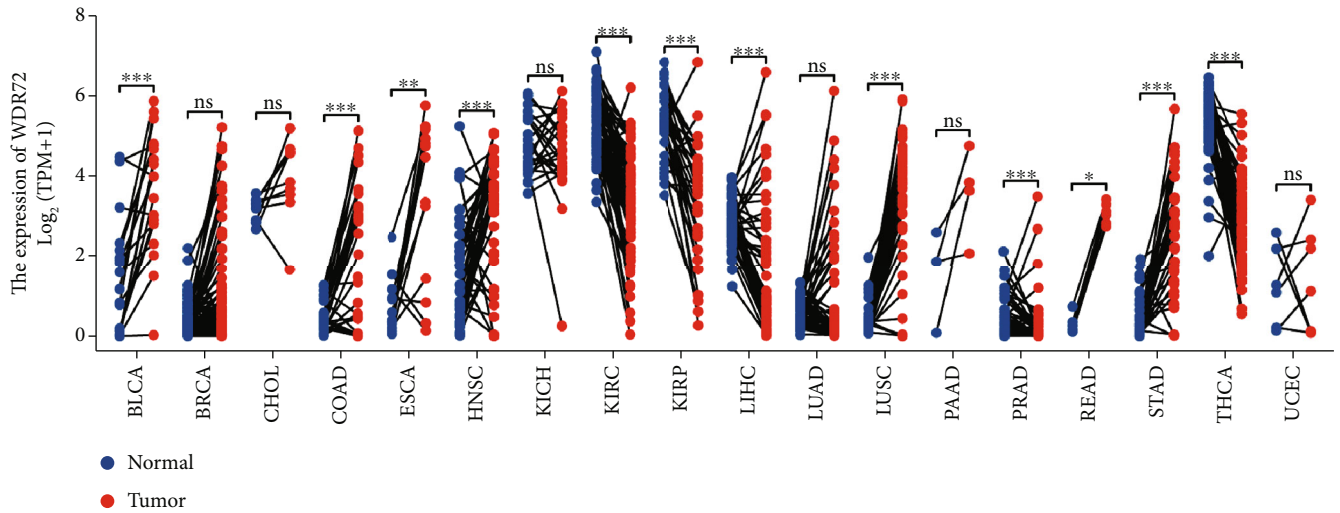 The expression of WDR72
Log₂ (TPM+1)
8
6
4
2
0
*** ns ns *** ** *** ns *** *** *** ns *** ns *** * *** *** ns
BLCA BRCA CHOL COAD ESCA HNSC KICH KIRC KIRP LIHC LUAD LUSC PAAD PRAD READ STAD THCA UCEC
Normal
Tumor